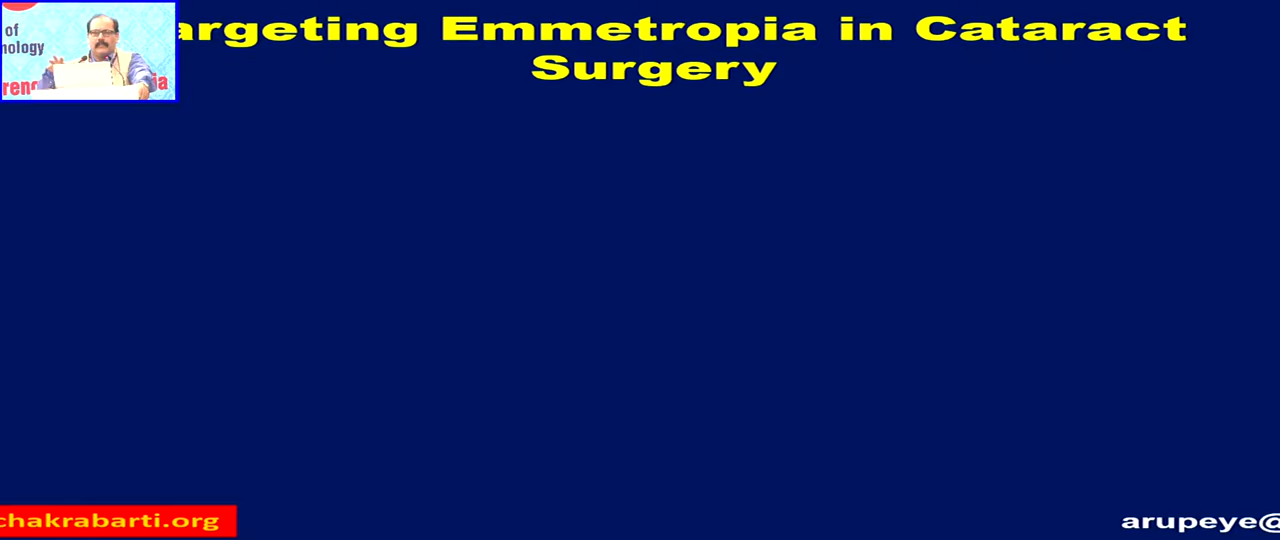 of
nology
argeting Emmetropia in Cataract
Surgery
chakrabarti.org
arupeye@